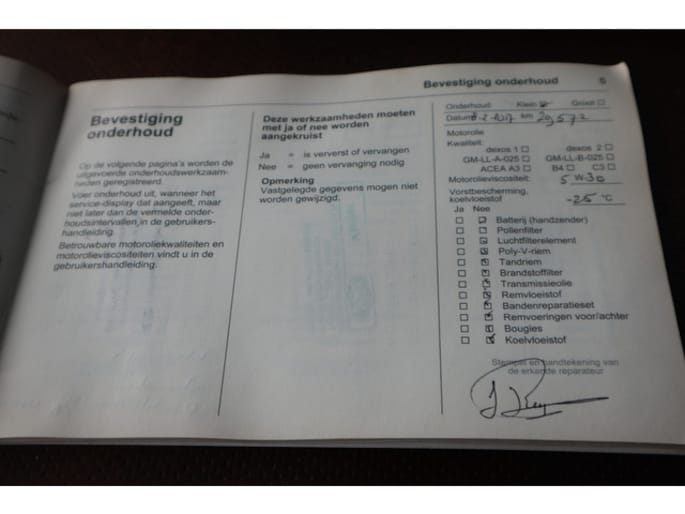 Bevestiging onderhoud 5
Bevestiging
onderhoud
Op de volgende pagina's worden de
uitgevoerde onderhoudswerkzaam-
heden geregistreerd.
Voer onderhoud uit, wanneer het
service-display dat aangeeft, maar
niet later dan de vermelde onder-
houdsintervallen in de gebruikers-
handleiding.
Betrouwbare motoroliekwaliteiten en
motorolieviscositeiten vindt u in de
gebruikershandleiding.
Deze werkzaamheden moeten
met ja of nee worden
aangekruist
Ja = is ververst of vervangen
Nee = geen vervanging nodig
Opmerking
Vastgelegde gegevens mogen niet
worden gewijzigd.
Onderhoud: Klein Groot
Datum 2-2017 km 29572
Motorolie
Kwaliteit:
dexos 1 dexos 2
GM-LL-A-025 GM-LL-B-025
ACEA A3 B4 C3
Motorolieviscositeit: 5W-30
Vorstbescherming,
koelvloeistof -25 °C
Ja Nee
Batterij (handzender)
Pollenfilter
Luchtfilterelement
Poly-V-riem
Tandriem
Brandstoffilter
Transmissieolie
Remvloeistof
Bandenreparatieset
Remvoeringen voor/achter
Bougies
Koelvloeistof
Stempel en handtekening van
de erkende reparateur